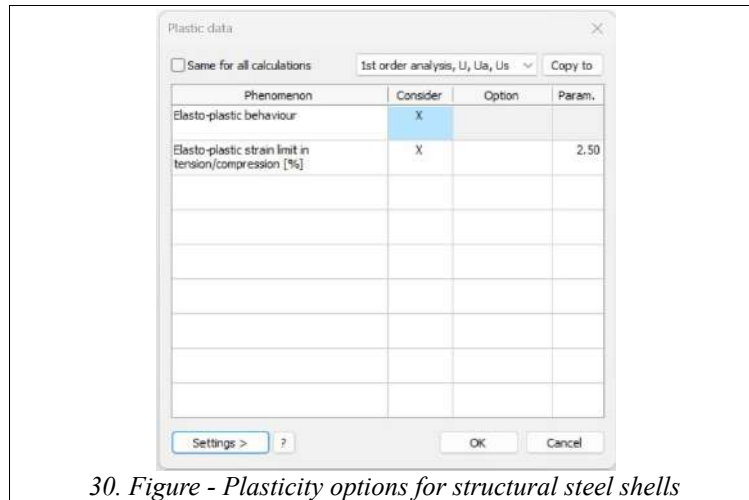 Plastic data
Same for all calculations 1st order analysis, U, Ua, Us Copy to
Phenomenon Consider Option Param.
Elasto-plastic behaviour X
Elasto-plastic strain limit in
tension/compression [%] X 2.50
Settings > ? OK Cancel
30. Figure - Plasticity options for structural steel shells